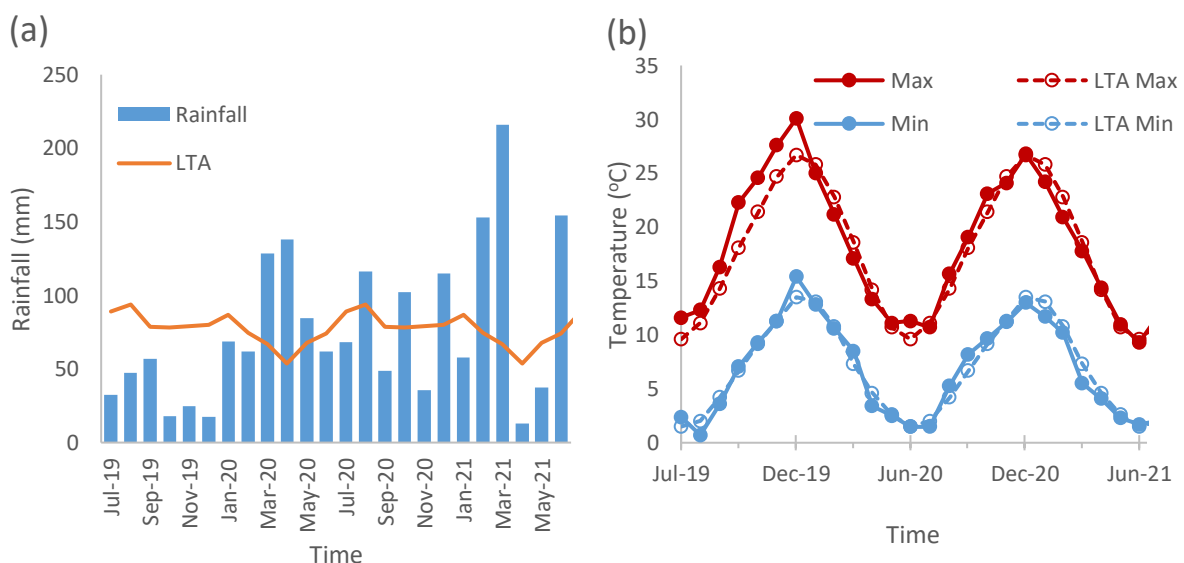 (a)
250
200
150
100
50
0
Rainfall (mm)
Rainfall
LTA
Jul-19
Sep-19
Nov-19
Jan-20
Mar-20
May-20
Jul-20
Sep-20
Nov-20
Jan-21
Mar-21
May-21
Time
(b)
35
30
25
20
15
10
5
0
Temperature (°C)
Max
LTA Max
Min
LTA Min
Jul-19
Dec-19
Jun-20
Dec-20
Jun-21
Time